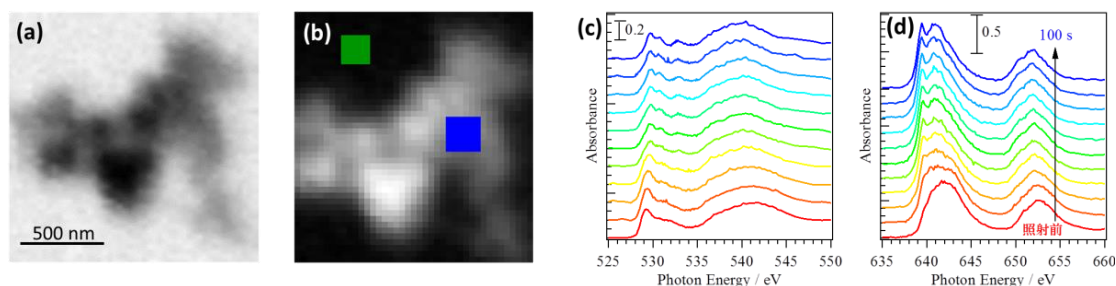 (a)
500 nm
(b)
(c)
0.2
Absorbance
525 530 535 540 545 550
Photon Energy / eV
(d)
0.5
100 s
Absorbance
照射前
635 640 645 650 655 660
Photon Energy / eV